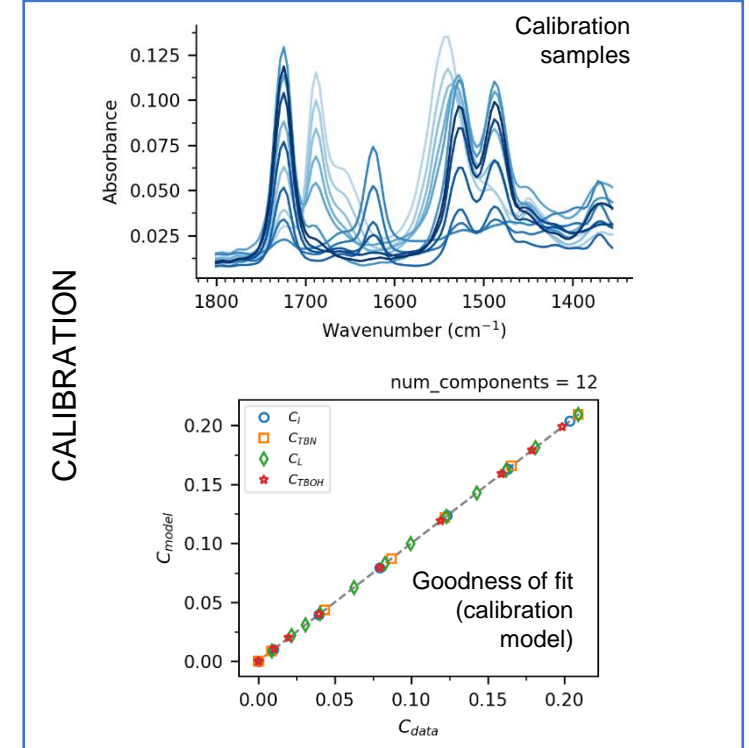 CALIBRATION
Calibration
samples
0.125
0.100
0.075
0.050
0.025
Absorbance
1800 1700 1600 1500 1400
Wavenumber (cm⁻¹)
num_components = 12
C_I
C_TBN
C_L
C_TBOH
0.20
0.15
0.10
0.05
0.00
C_model
Goodness of fit
(calibration
model)
0.00 0.05 0.10 0.15 0.20
C_data